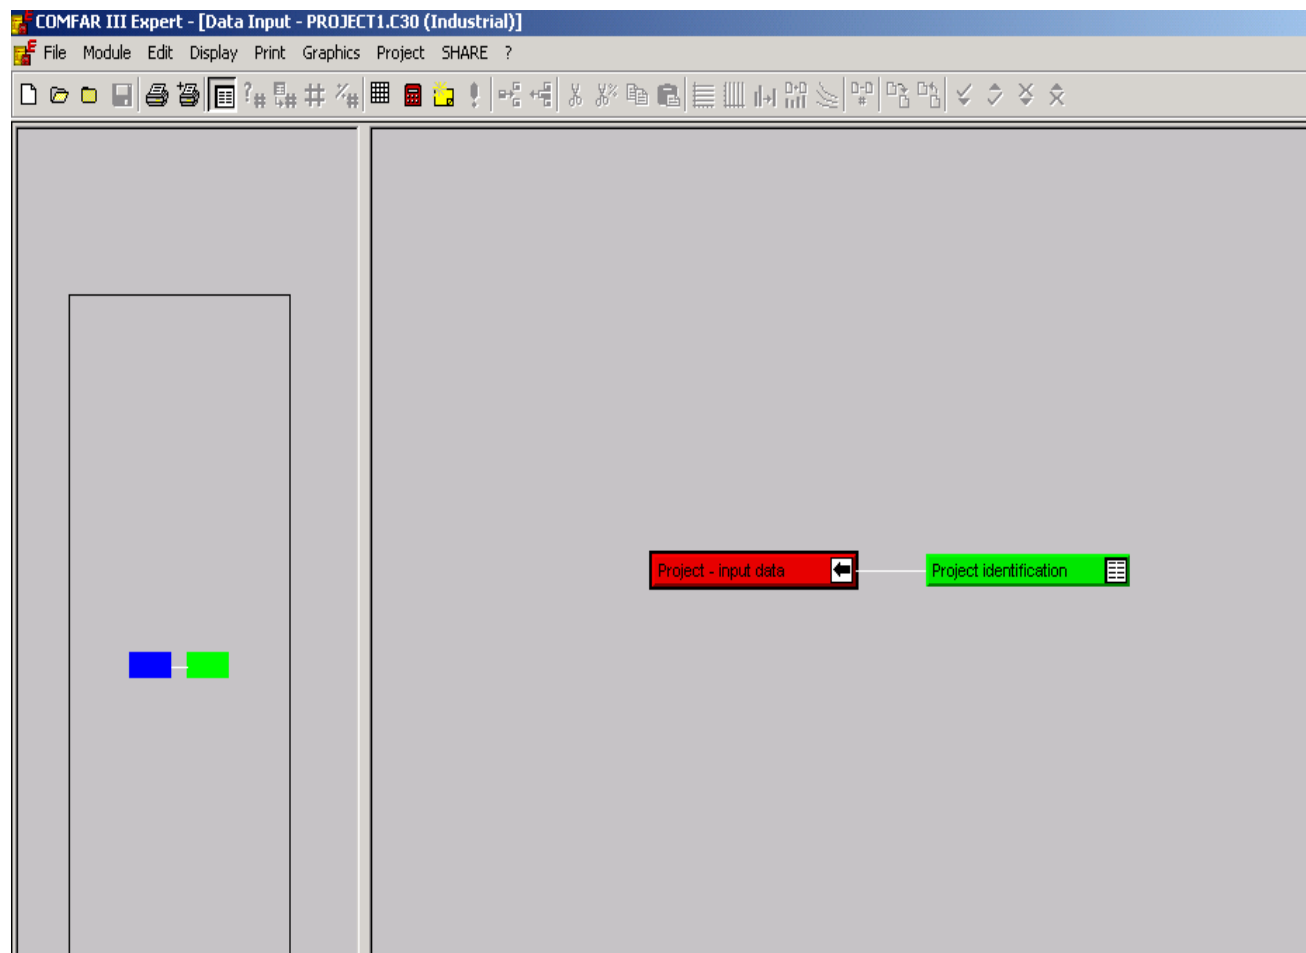 COMFAR III Expert - [Data Input - PROJECT1.C30 (Industrial)]
File Module Edit Display Print Graphics Project SHARE ?
Project - input data
Project identification